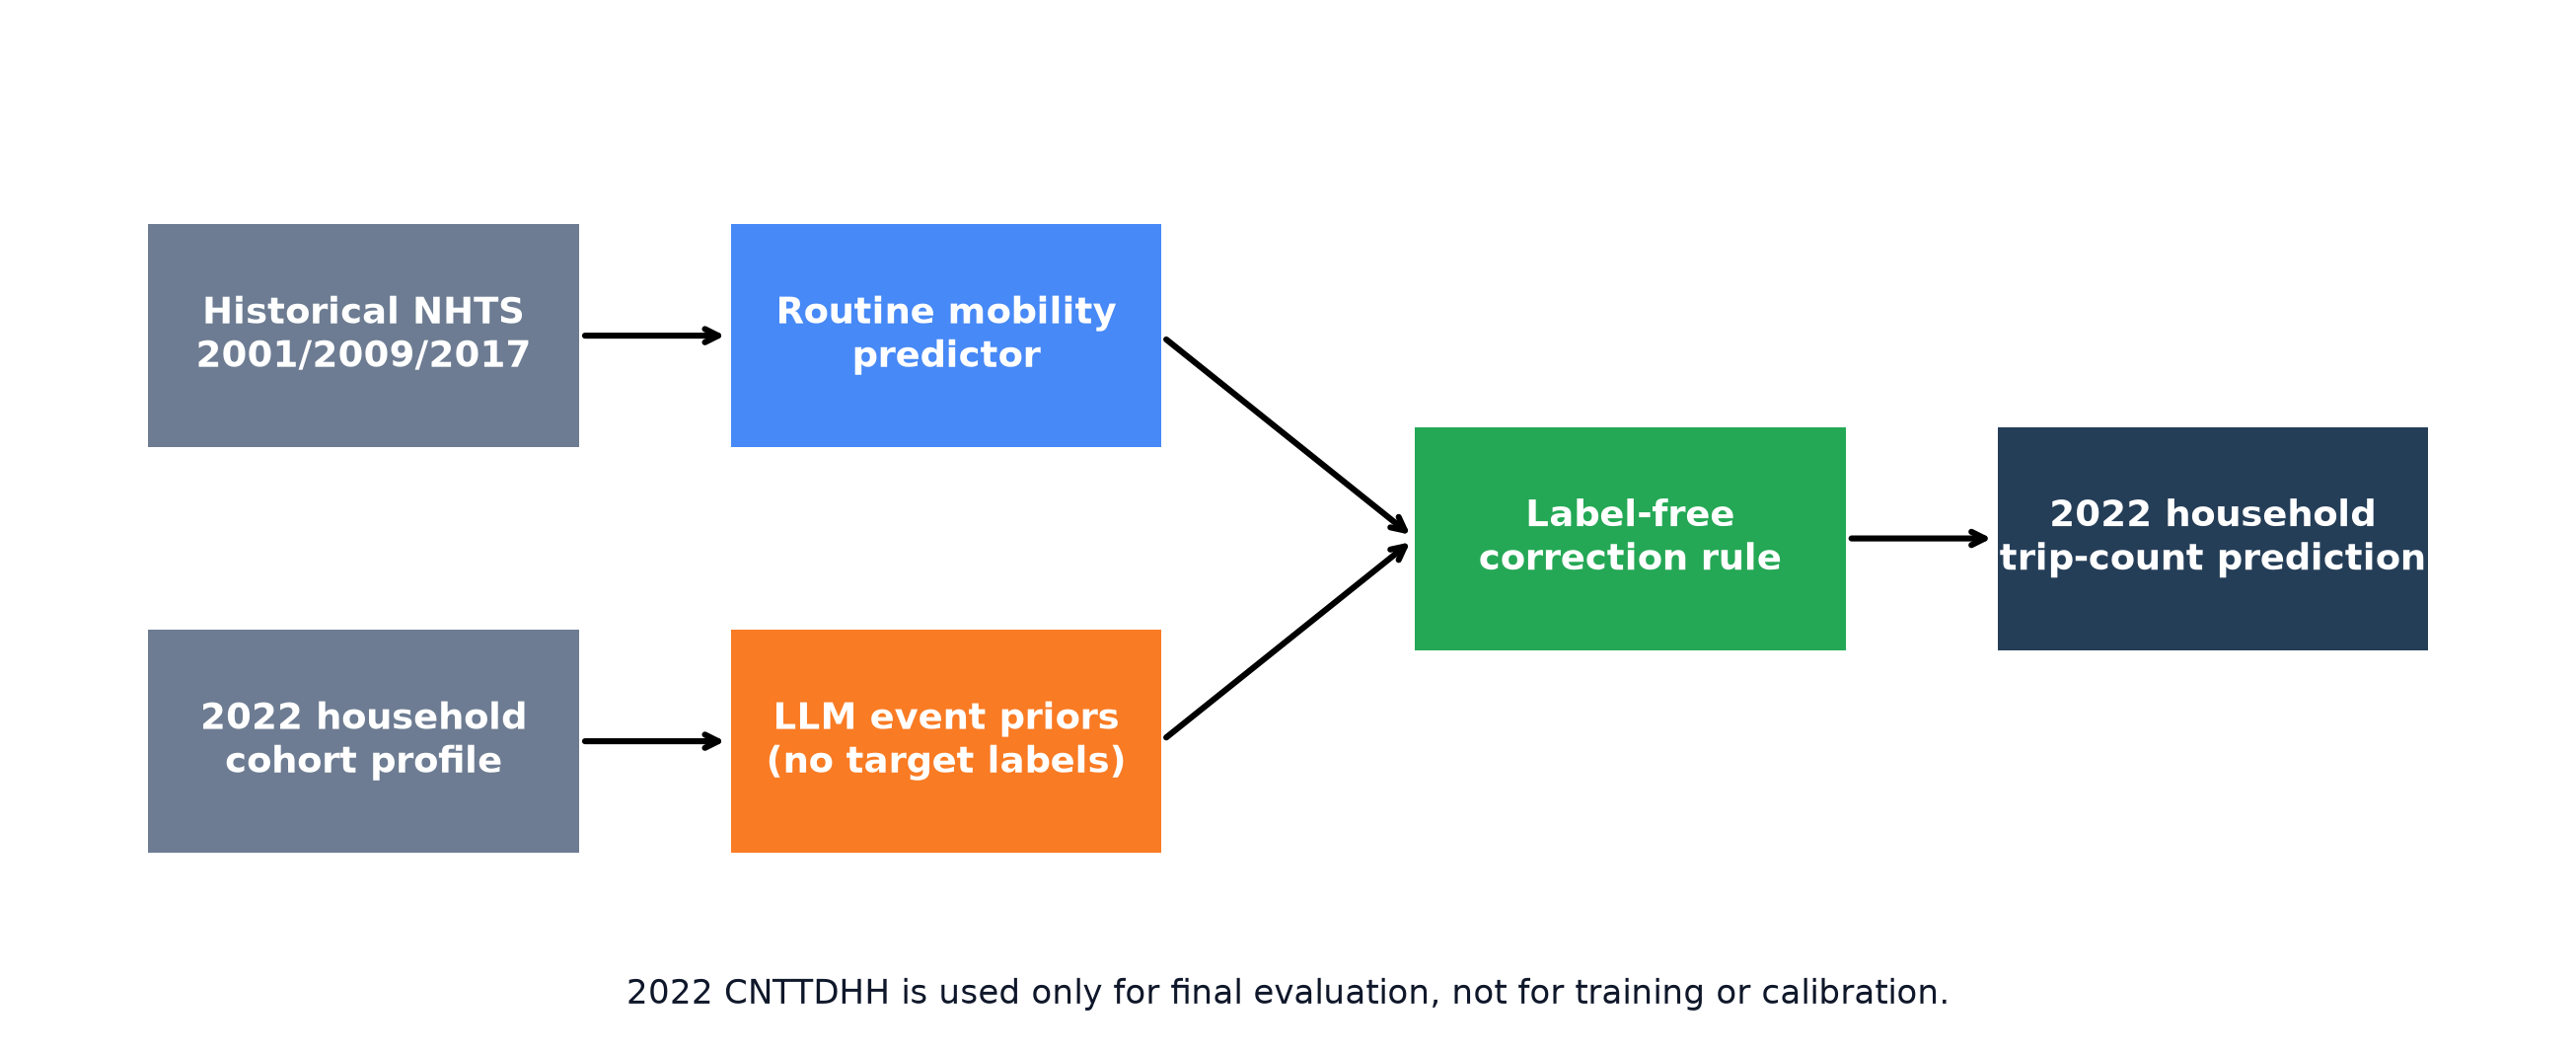 Historical NHTS
2001/2009/2017
Routine mobility
predictor
2022 household
cohort profile
LLM event priors
(no target labels)
Label-free
correction rule
2022 household
trip-count prediction
2022 CNTTDHH is used only for final evaluation, not for training or calibration.